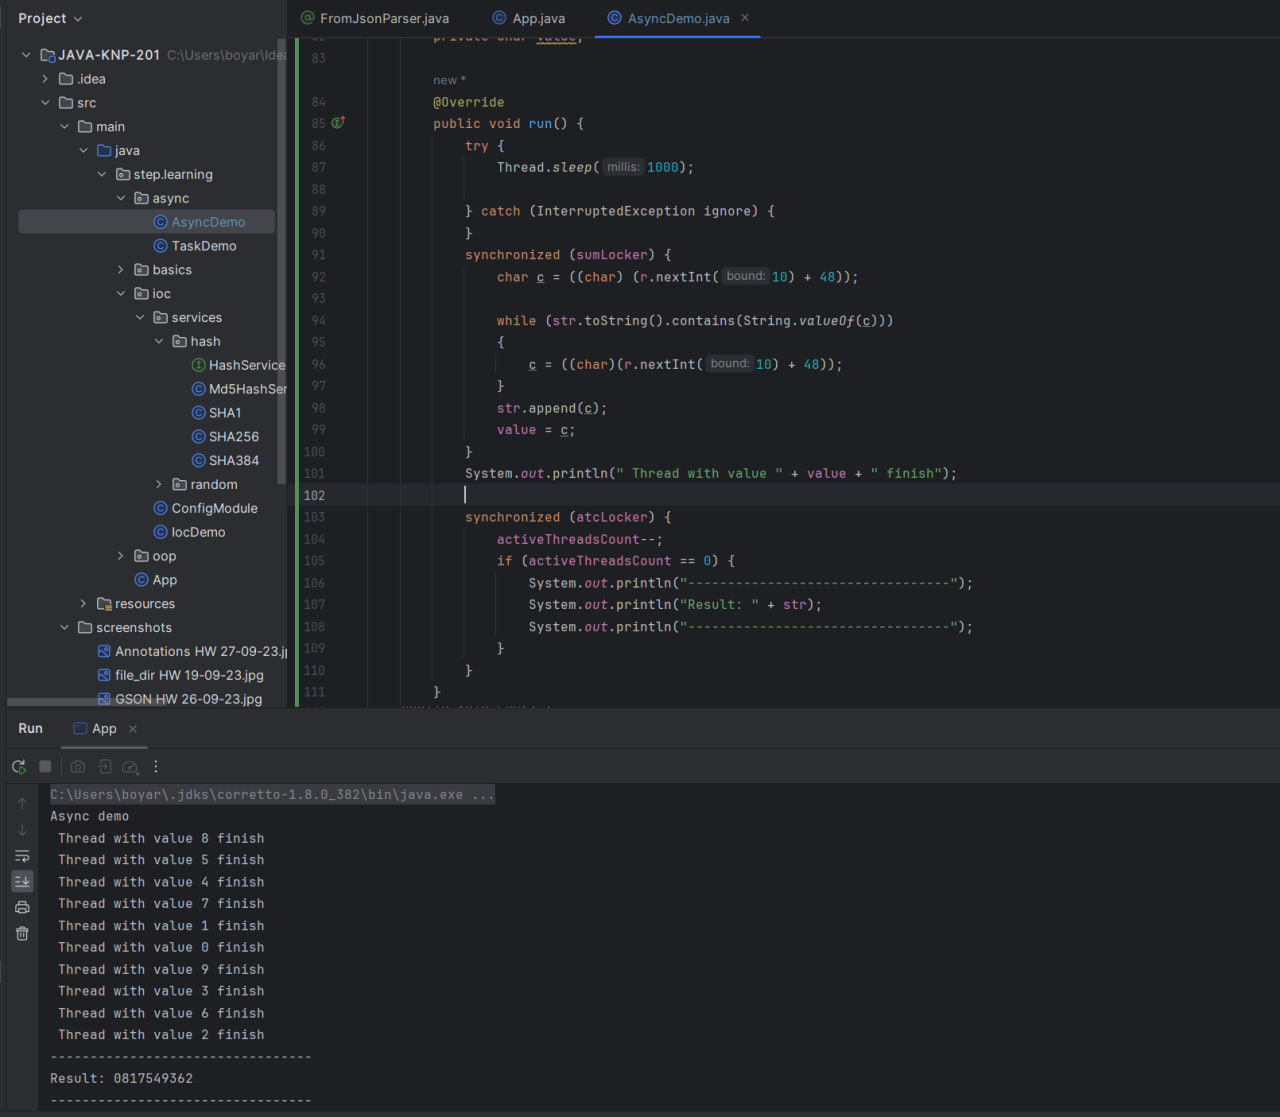 Project
FromJsonParser.java
App.java
AsyncDemo.java
JAVA-KNP-201 C:\Users\boyar\Idea
.idea
src
main
java
step.learning
async
AsyncDemo
TaskDemo
basics
ioc
services
hash
HashService
Md5HashSer
SHA1
SHA256
SHA384
random
ConfigModule
IocDemo
oop
App
resources
screenshots
Annotations HW 27-09-23.j
file_dir HW 19-09-23.jpg
GSON HW 26-09-23.jpg
82 private char value;
83
new *
84 @Override
85 public void run() {
86 try {
87 Thread.sleep( millis: 1000);
88
89 } catch (InterruptedException ignore) {
90 }
91 synchronized (sumLocker) {
92 char c = ((char) (r.nextInt( bound: 10) + 48));
93
94 while (str.toString().contains(String.valueOf(c)))
95 {
96 c = ((char)(r.nextInt( bound: 10) + 48));
97 }
98 str.append(c);
99 value = c;
100 }
101 System.out.println(" Thread with value " + value + " finish");
102
103 synchronized (atcLocker) {
104 activeThreadsCount--;
105 if (activeThreadsCount == 0) {
106 System.out.println("---------------------------------");
107 System.out.println("Result: " + str);
108 System.out.println("---------------------------------");
109 }
110 }
111 }
Run
App
C:\Users\boyar\.jdks\corretto-1.8.0_382\bin\java.exe ...
Async demo
Thread with value 8 finish
Thread with value 5 finish
Thread with value 4 finish
Thread with value 7 finish
Thread with value 1 finish
Thread with value 0 finish
Thread with value 9 finish
Thread with value 3 finish
Thread with value 6 finish
Thread with value 2 finish
---------------------------------
Result: 0817549362
---------------------------------